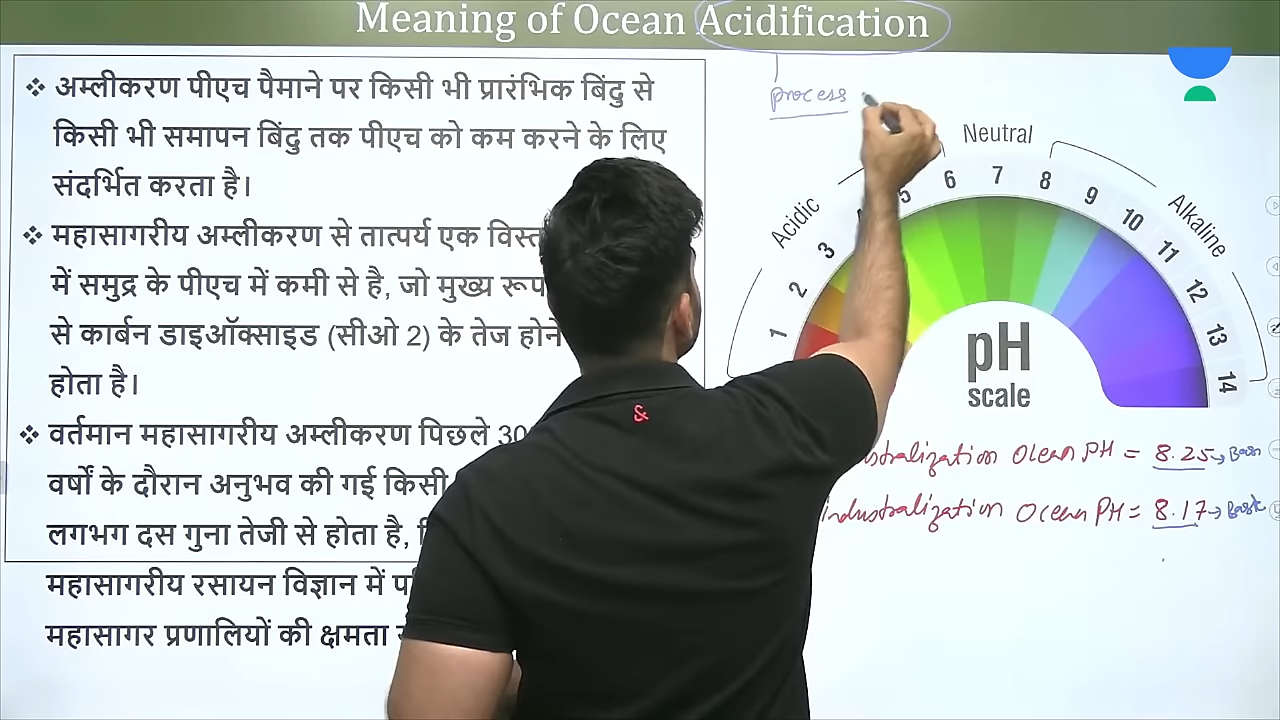 Meaning of Ocean Acidification
❖ अम्लीकरण पीएच पैमाने पर किसी भी प्रारंभिक बिंदु से
किसी भी समापन बिंदु तक पीएच को कम करने के लिए
संदर्भित करता है।
❖ महासागरीय अम्लीकरण से तात्पर्य एक
में समुद्र के पीएच में कमी से है, जो मुख्य रूप
से कार्बन डाइऑक्साइड (सीओ 2) के तेज होने
होता है।
❖ वर्तमान महासागरीय अम्लीकरण पिछले 30
वर्षों के दौरान अनुभव की गई किसी
लगभग दस गुना तेजी से होता है,
महासागरीय रसायन विज्ञान में
महासागर प्रणालियों की क्षमता
process
Acidic
Neutral
Alkaline
1
2
3
5
6
7
8
9
10
11
12
13
14
pH
scale
Ocean PH = 8.25
industralization Ocean PH = 8.17
&